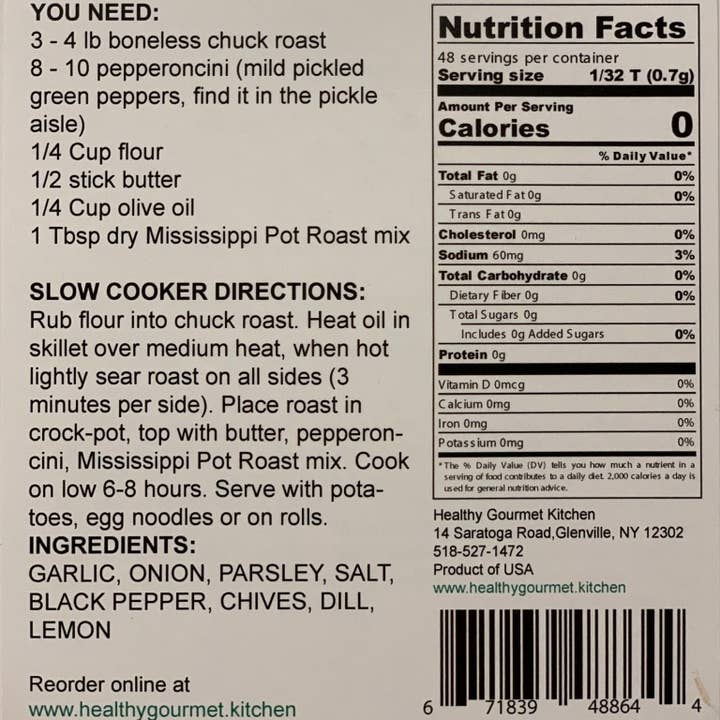 YOU NEED:
3 - 4 lb boneless chuck roast
8 - 10 pepperoncini (mild pickled
green peppers, find it in the pickle
aisle)
1/4 Cup flour
1/2 stick butter
1/4 Cup olive oil
1 Tbsp dry Mississippi Pot Roast mix
SLOW COOKER DIRECTIONS:
Rub flour into chuck roast. Heat oil in
skillet over medium heat, when hot
lightly sear roast on all sides (3
minutes per side). Place roast in
crock-pot, top with butter, pepperon-
cini, Mississippi Pot Roast mix. Cook
on low 6-8 hours. Serve with pota-
toes, egg noodles or on rolls.
INGREDIENTS:
GARLIC, ONION, PARSLEY, SALT,
BLACK PEPPER, CHIVES, DILL,
LEMON
Reorder online at
www.healthygourmet.kitchen
Nutrition Facts
48 servings per container
Serving size 1/32 T (0.7g)
Amount Per Serving
Calories 0
% Daily Value*
Total Fat 0g 0%
Saturated Fat 0g 0%
Trans Fat 0g
Cholesterol 0mg 0%
Sodium 60mg 3%
Total Carbohydrate 0g 0%
Dietary Fiber 0g 0%
Total Sugars 0g
Includes 0g Added Sugars 0%
Protein 0g
Vitamin D 0mcg 0%
Calcium 0mg 0%
Iron 0mg 0%
Potassium 0mg 0%
*The % Daily Value (DV) tells you how much a nutrient in a
serving of food contributes to a daily diet. 2,000 calories a day is
used for general nutrition advice.
Healthy Gourmet Kitchen
14 Saratoga Road,Glenville, NY 12302
518-527-1472
Product of USA
www.healthygourmet.kitchen
6 71839 48864 4